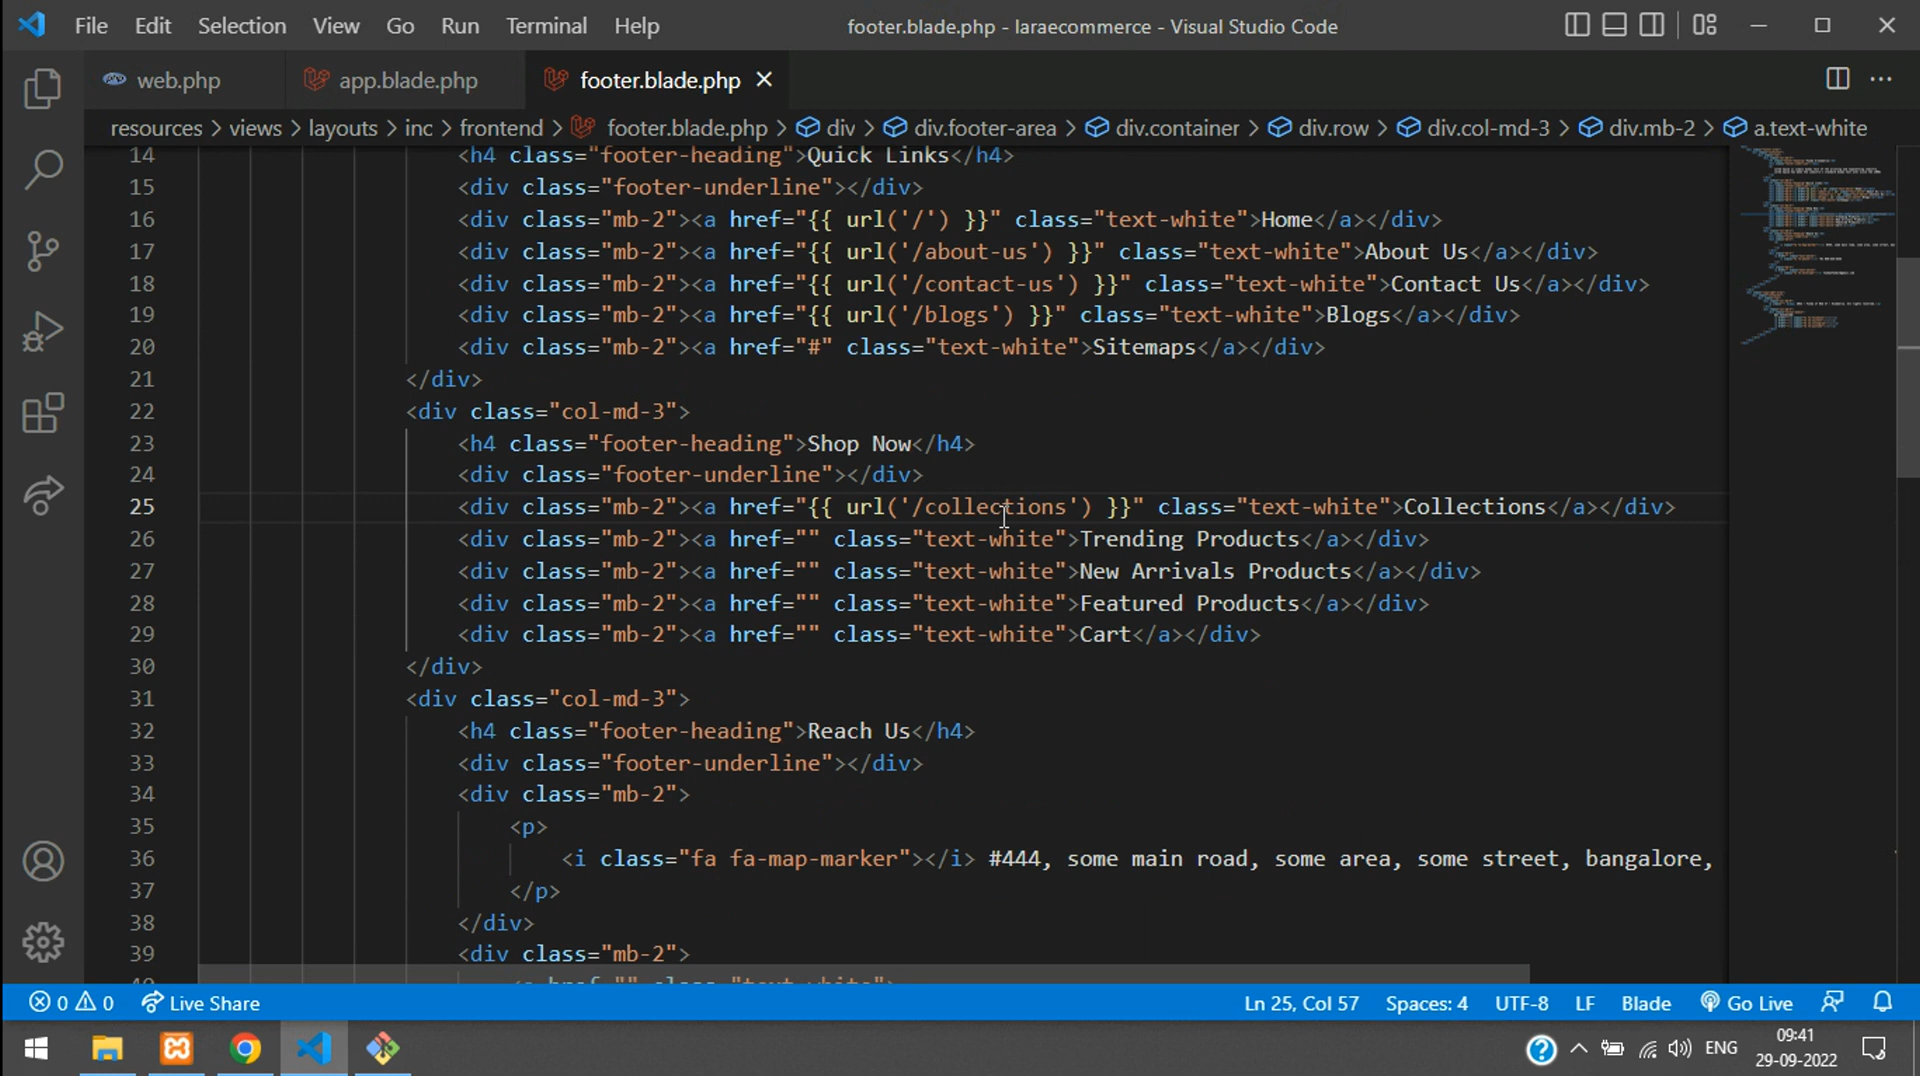 File Edit Selection View Go Run Terminal Help footer.blade.php - laraecommerce - Visual Studio Code
web.php app.blade.php footer.blade.php
resources > views > layouts > inc > frontend > footer.blade.php > div > div.footer-area > div.container > div.row > div.col-md-3 > div.mb-2 > a.text-white
14 <h4 class="footer-heading">Quick Links</h4>
15 <div class="footer-underline"></div>
16 <div class="mb-2"><a href="{{ url('/') }}" class="text-white">Home</a></div>
17 <div class="mb-2"><a href="{{ url('/about-us') }}" class="text-white">About Us</a></div>
18 <div class="mb-2"><a href="{{ url('/contact-us') }}" class="text-white">Contact Us</a></div>
19 <div class="mb-2"><a href="{{ url('/blogs') }}" class="text-white">Blogs</a></div>
20 <div class="mb-2"><a href="#" class="text-white">Sitemaps</a></div>
21 </div>
22 <div class="col-md-3">
23 <h4 class="footer-heading">Shop Now</h4>
24 <div class="footer-underline"></div>
25 <div class="mb-2"><a href="{{ url('/collections') }}" class="text-white">Collections</a></div>
26 <div class="mb-2"><a href="" class="text-white">Trending Products</a></div>
27 <div class="mb-2"><a href="" class="text-white">New Arrivals Products</a></div>
28 <div class="mb-2"><a href="" class="text-white">Featured Products</a></div>
29 <div class="mb-2"><a href="" class="text-white">Cart</a></div>
30 </div>
31 <div class="col-md-3">
32 <h4 class="footer-heading">Reach Us</h4>
33 <div class="footer-underline"></div>
34 <div class="mb-2">
35 <p>
36 <i class="fa fa-map-marker"></i> #444, some main road, some area, some street, bangalore,
37 </p>
38 </div>
39 <div class="mb-2">
40 <a href="" class="text-white">
0 0 Live Share Ln 25, Col 57 Spaces: 4 UTF-8 LF Blade Go Live
ENG 09:41
29-09-2022